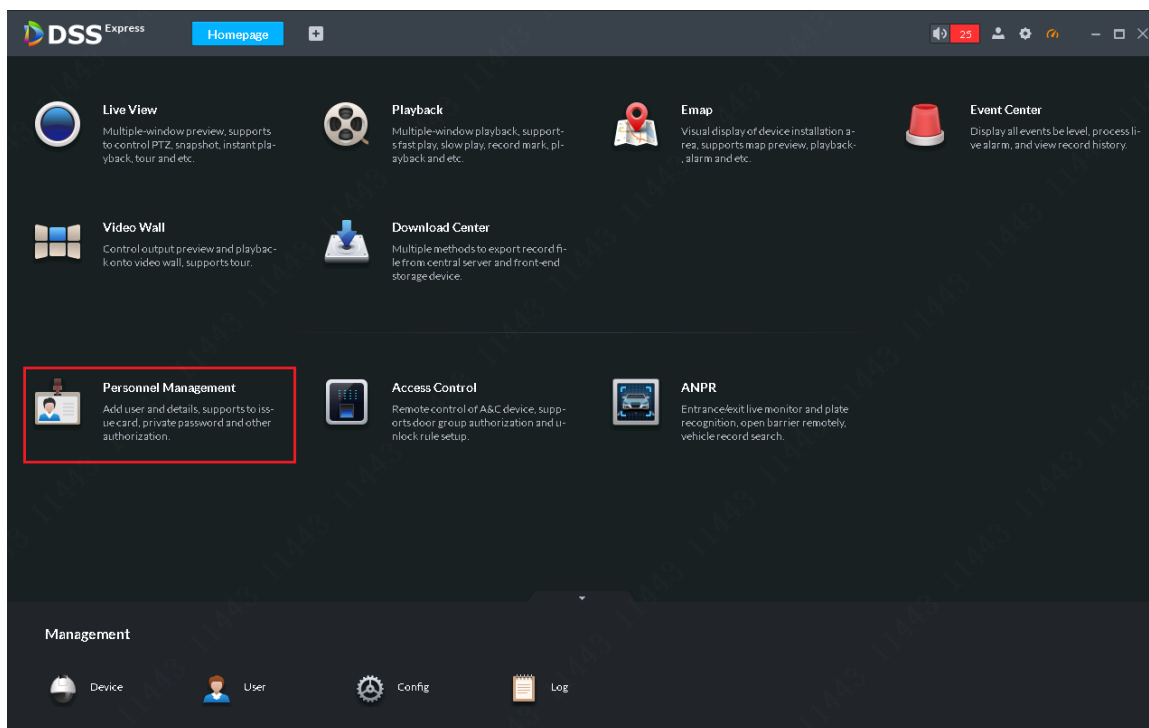 DSS Express
Homepage
25
Live View
Multiple-window preview, supports
to control PTZ, snapshot, instant pla-
yback, tour and etc.
Playback
Multiple-window playback, support-
s fast play, slow play, record mark, pl-
ayback and etc.
Emap
Visual display of device installation a-
rea, supports map preview, playback-
, alarm and etc.
Event Center
Display all events be level, process li-
ve alarm, and view record history.
Video Wall
Control output preview and playbac-
k onto video wall, supports tour.
Download Center
Multiple methods to export record fi-
le from central server and front-end
storage device.
Personnel Management
Add user and details, supports to iss-
ue card, private password and other
authorization.
Access Control
Remote control of A&C device, supp-
orts door group authorization and u-
nlock rule setup.
ANPR
Entrance/exit live monitor and plate
recognition, open barrier remotely,
vehicle record search.
Management
Device
User
Config
Log